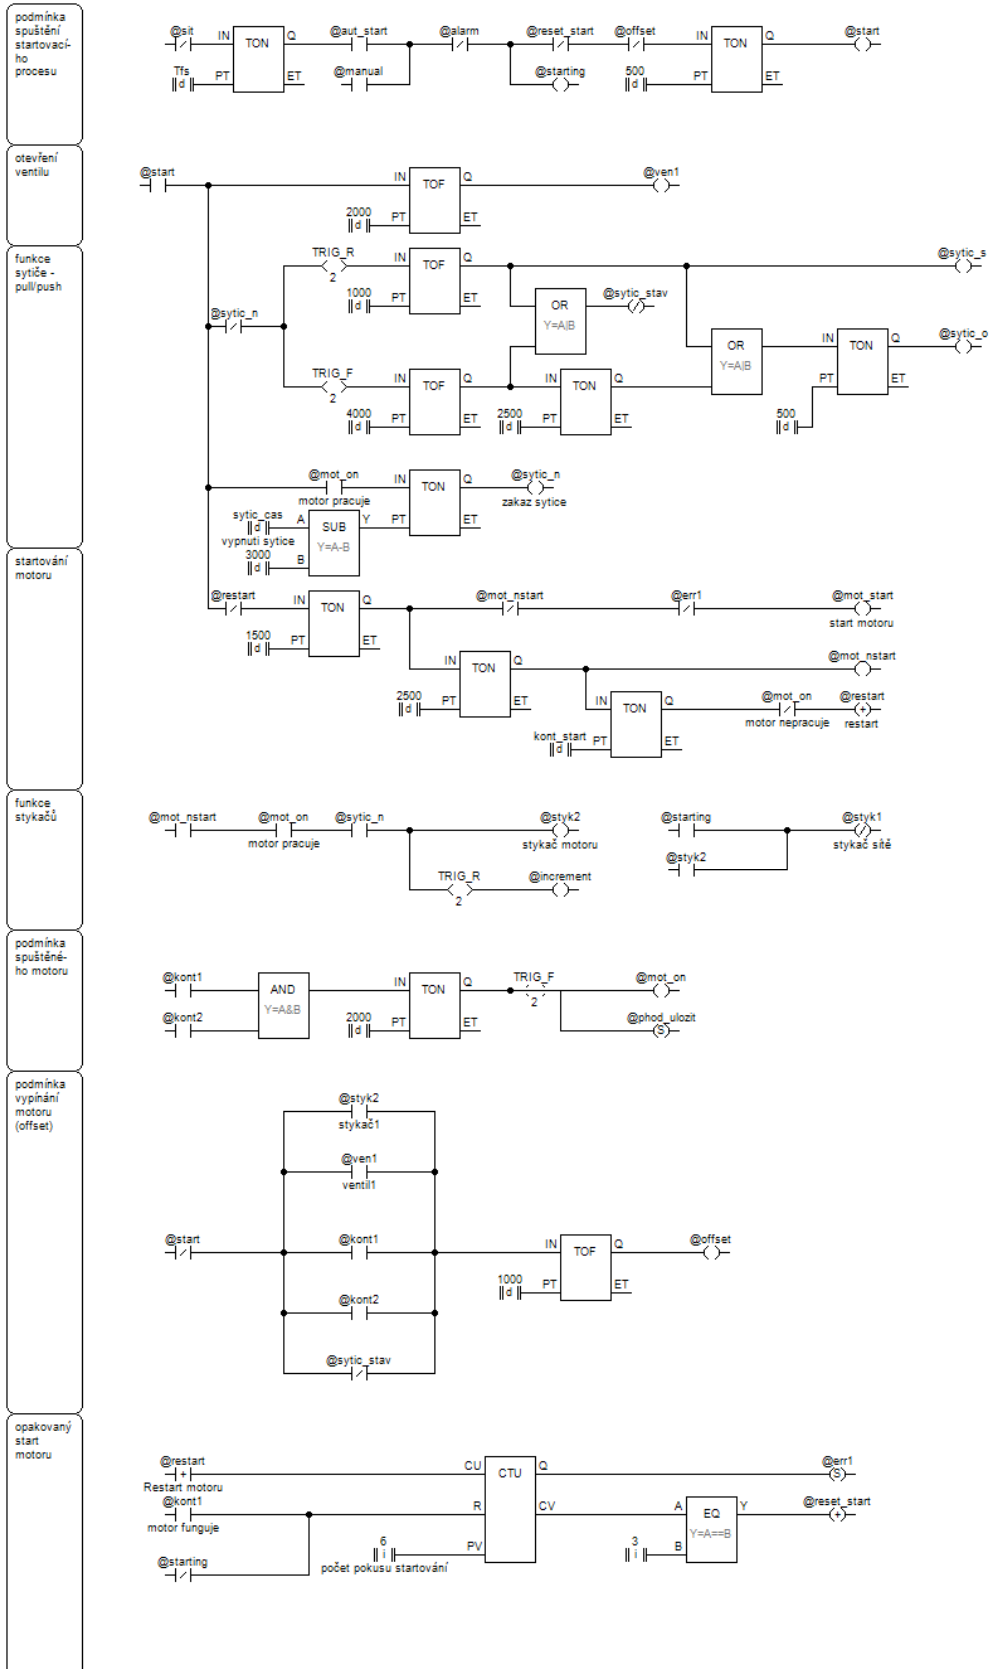 podmínka
spuštění
startovací-
ho
procesu
@sit
IN
TON
Q
@aut_start
@alarm
@reset_start
@offset
IN
TON
Q
@start
Tfs
d
PT
ET
@manual
@starting
500
d
PT
ET
otevření
ventilu
@start
IN
TOF
Q
@ven1
2000
d
PT
ET
funkce
sytiče -
pull/push
TRIG_R
2
IN
TOF
Q
@sytic_s
1000
d
PT
ET
OR
Y=A|B
@sytic_stav
@sytic_n
OR
Y=A|B
IN
TON
Q
@sytic_o
TRIG_F
2
IN
TOF
Q
IN
TON
Q
PT
ET
4000
d
PT
ET
2500
d
PT
ET
500
d
@mot_on
motor pracuje
IN
TON
Q
@sytic_n
zakaz sytice
sytic_cas
d
vypnuti sytice
A
SUB
Y=A-B
Y
PT
ET
3000
d
B
startování
motoru
@restart
IN
TON
Q
@mot_nstart
@err1
@mot_start
start motoru
1500
d
PT
ET
IN
TON
Q
@mot_nstart
2500
d
PT
ET
IN
TON
Q
@mot_on
motor nepracuje
@restart
+
restart
kont_start
d
PT
ET
funkce
stykačů
@mot_nstart
@mot_on
motor pracuje
@sytic_n
@styk2
stykač motoru
@starting
@styk1
stykač sítě
@styk2
TRIG_R
2
@increment
podmínka
spuštěné-
ho motoru
@kont1
AND
Y=A&B
IN
TON
Q
TRIG_F
2
@mot_on
@kont2
2000
d
PT
ET
@phod_ulozit
S
podmínka
vypínání
motoru
(offset)
@styk2
stykač1
@ven1
ventil1
@start
@kont1
IN
TOF
Q
@offset
@kont2
1000
d
PT
ET
@sytic_stav
opakovaný
start
motoru
@restart
+
Restart motoru
CU
CTU
Q
@err1
S
@kont1
motor funguje
R
CV
A
EQ
Y=A==B
Y
@reset_start
+
6
i
PV
počet pokusu startování
3
i
B
@starting